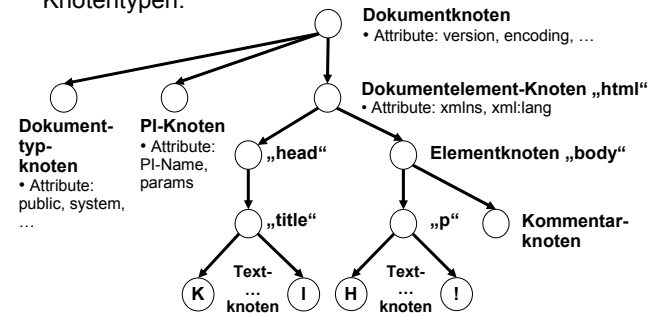 Knotentypen:
Dokumentknoten
• Attribute: version, encoding, …
Dokumentelement-Knoten „html“
• Attribute: xmlns, xml:lang
Dokument-
typ-
knoten
• Attribute:
public, system,
…
PI-Knoten
• Attribute:
PI-Name,
params
„head“
Elementknoten „body“
„title“
„p“
Kommentar-
knoten
K
Text-
…
knoten
I
H
Text-
…
knoten
!